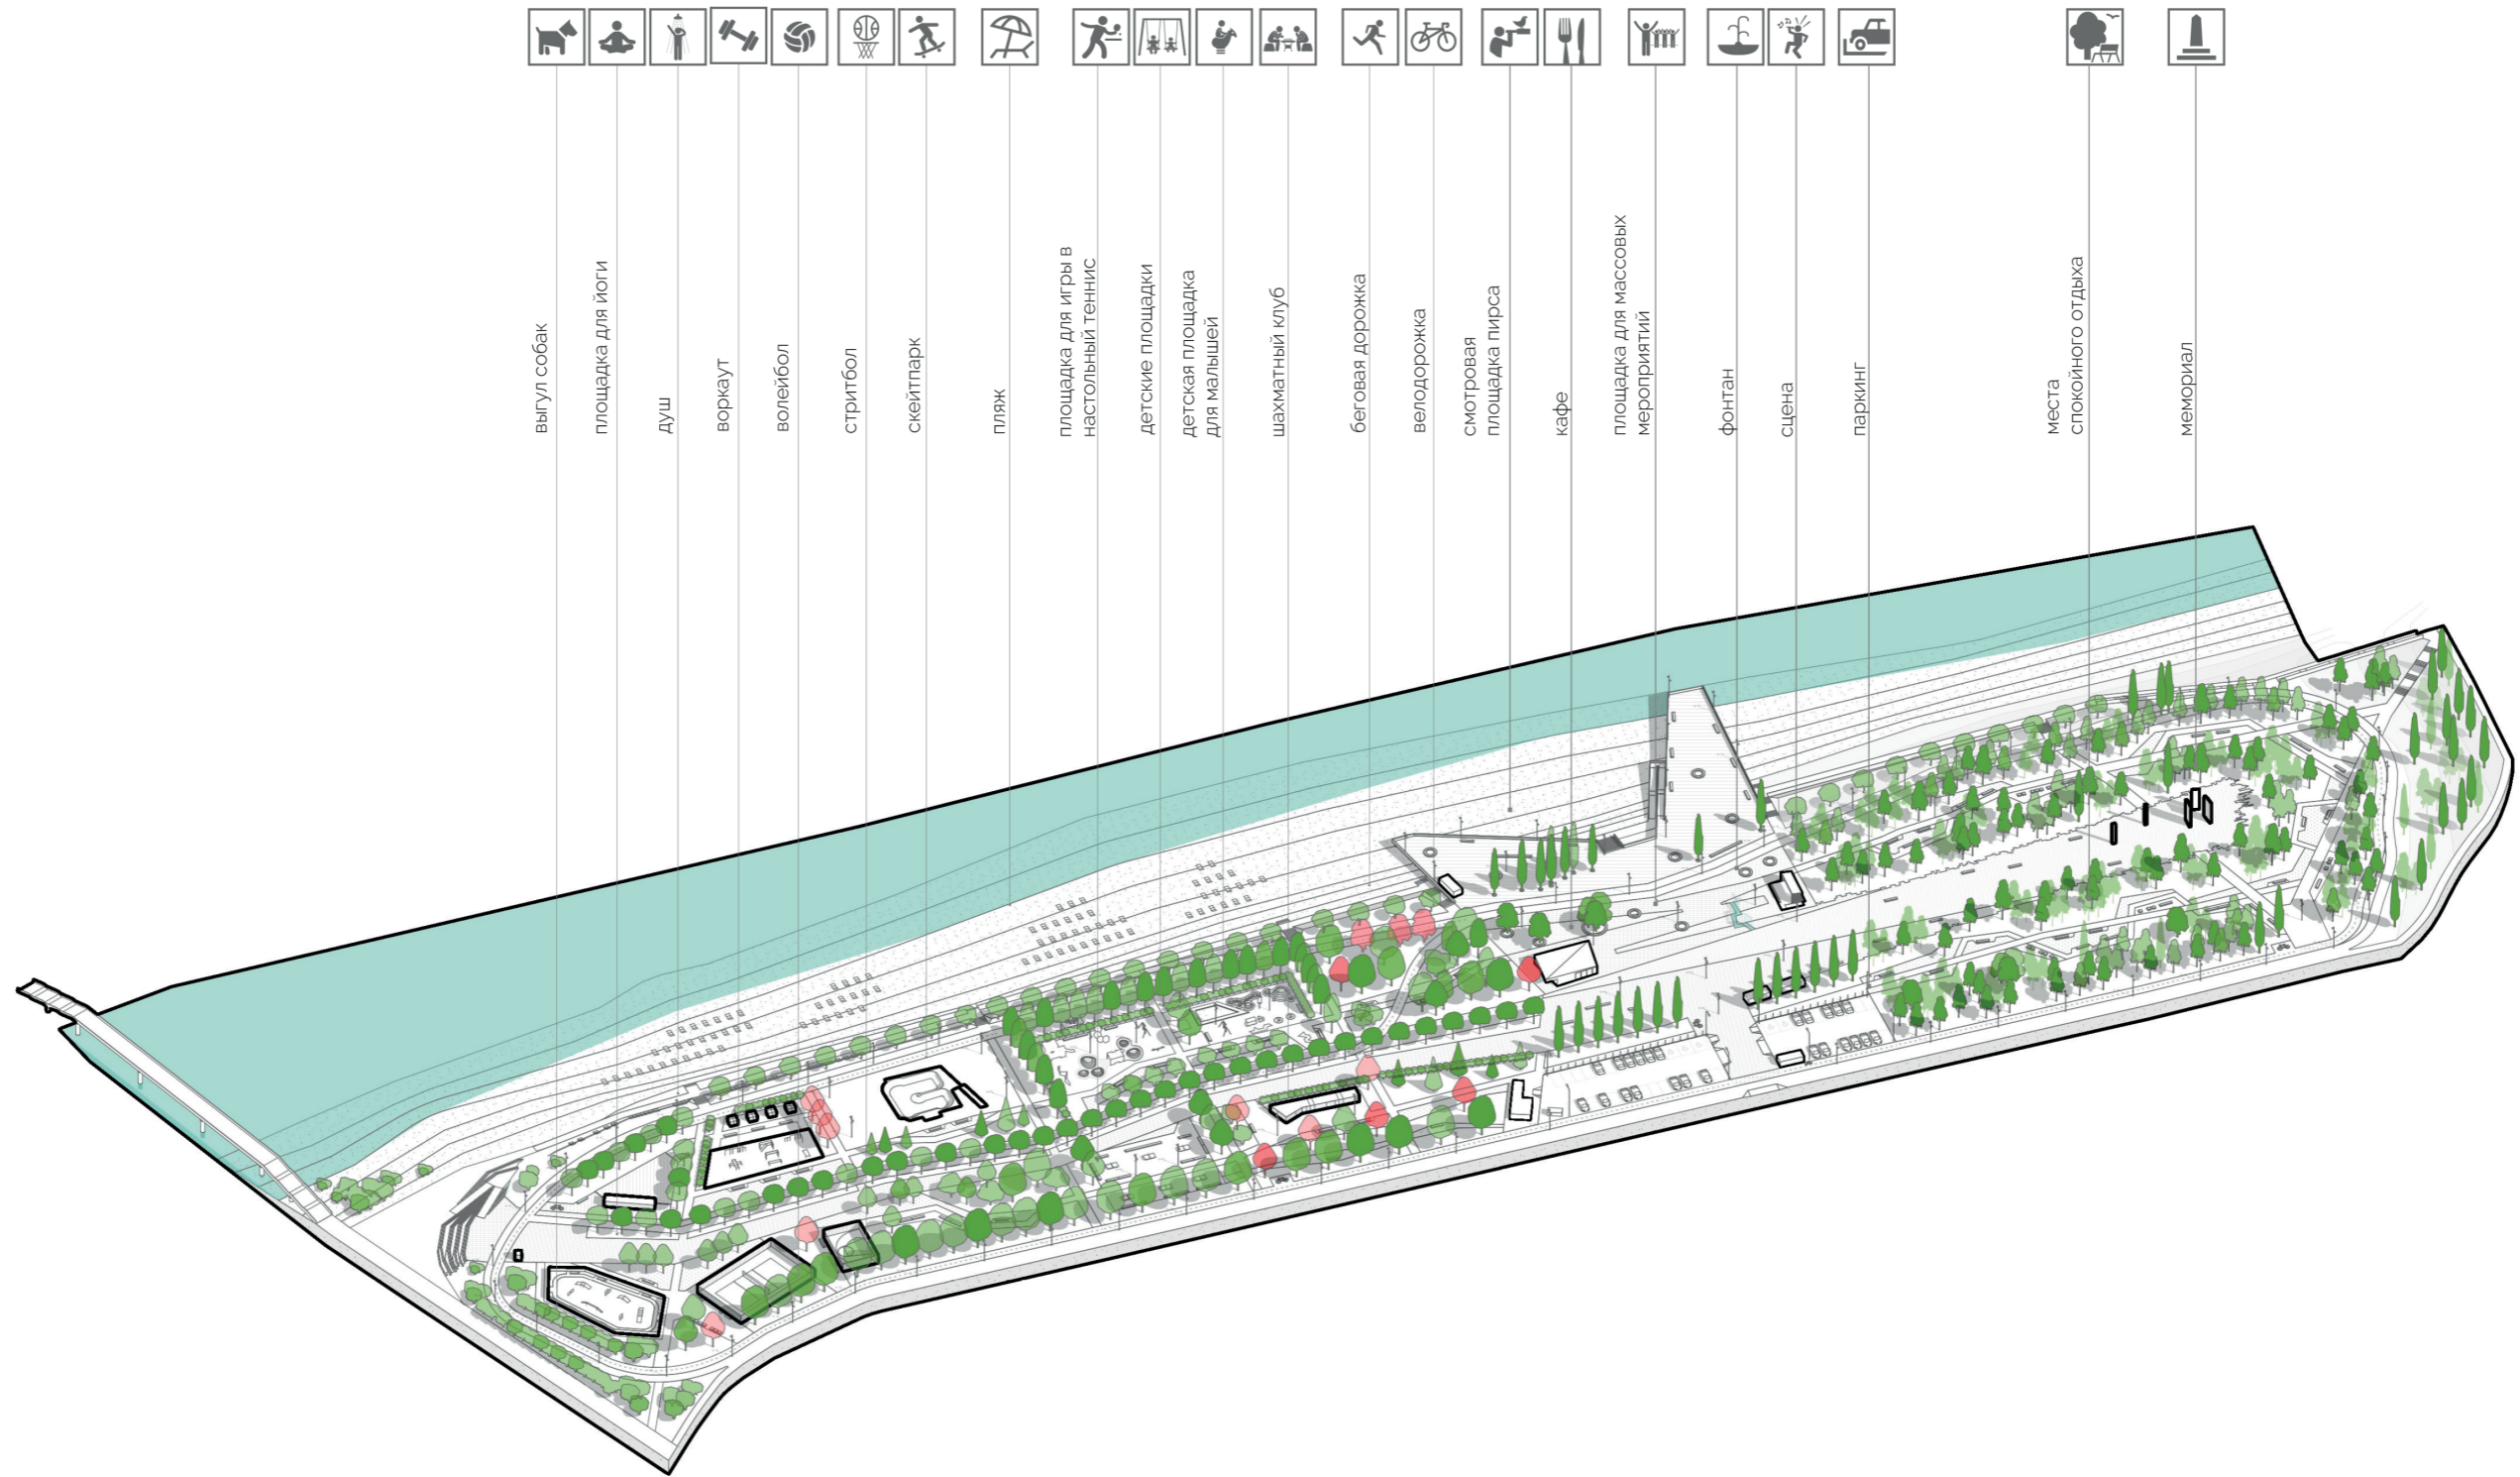 выгул собак
площадка для йоги
душ
воркаут
волейбол
стритбол
скейтпарк
пляж
площадка для игры в
настольный теннис
детские площадки
детская площадка
для малышей
шахматный клуб
беговая дорожка
велодорожка
смотровая
площадка пирса
кафе
площадка для массовых
мероприятий
фонтан
сцена
паркинг
места
спокойного отдыха
мемориал